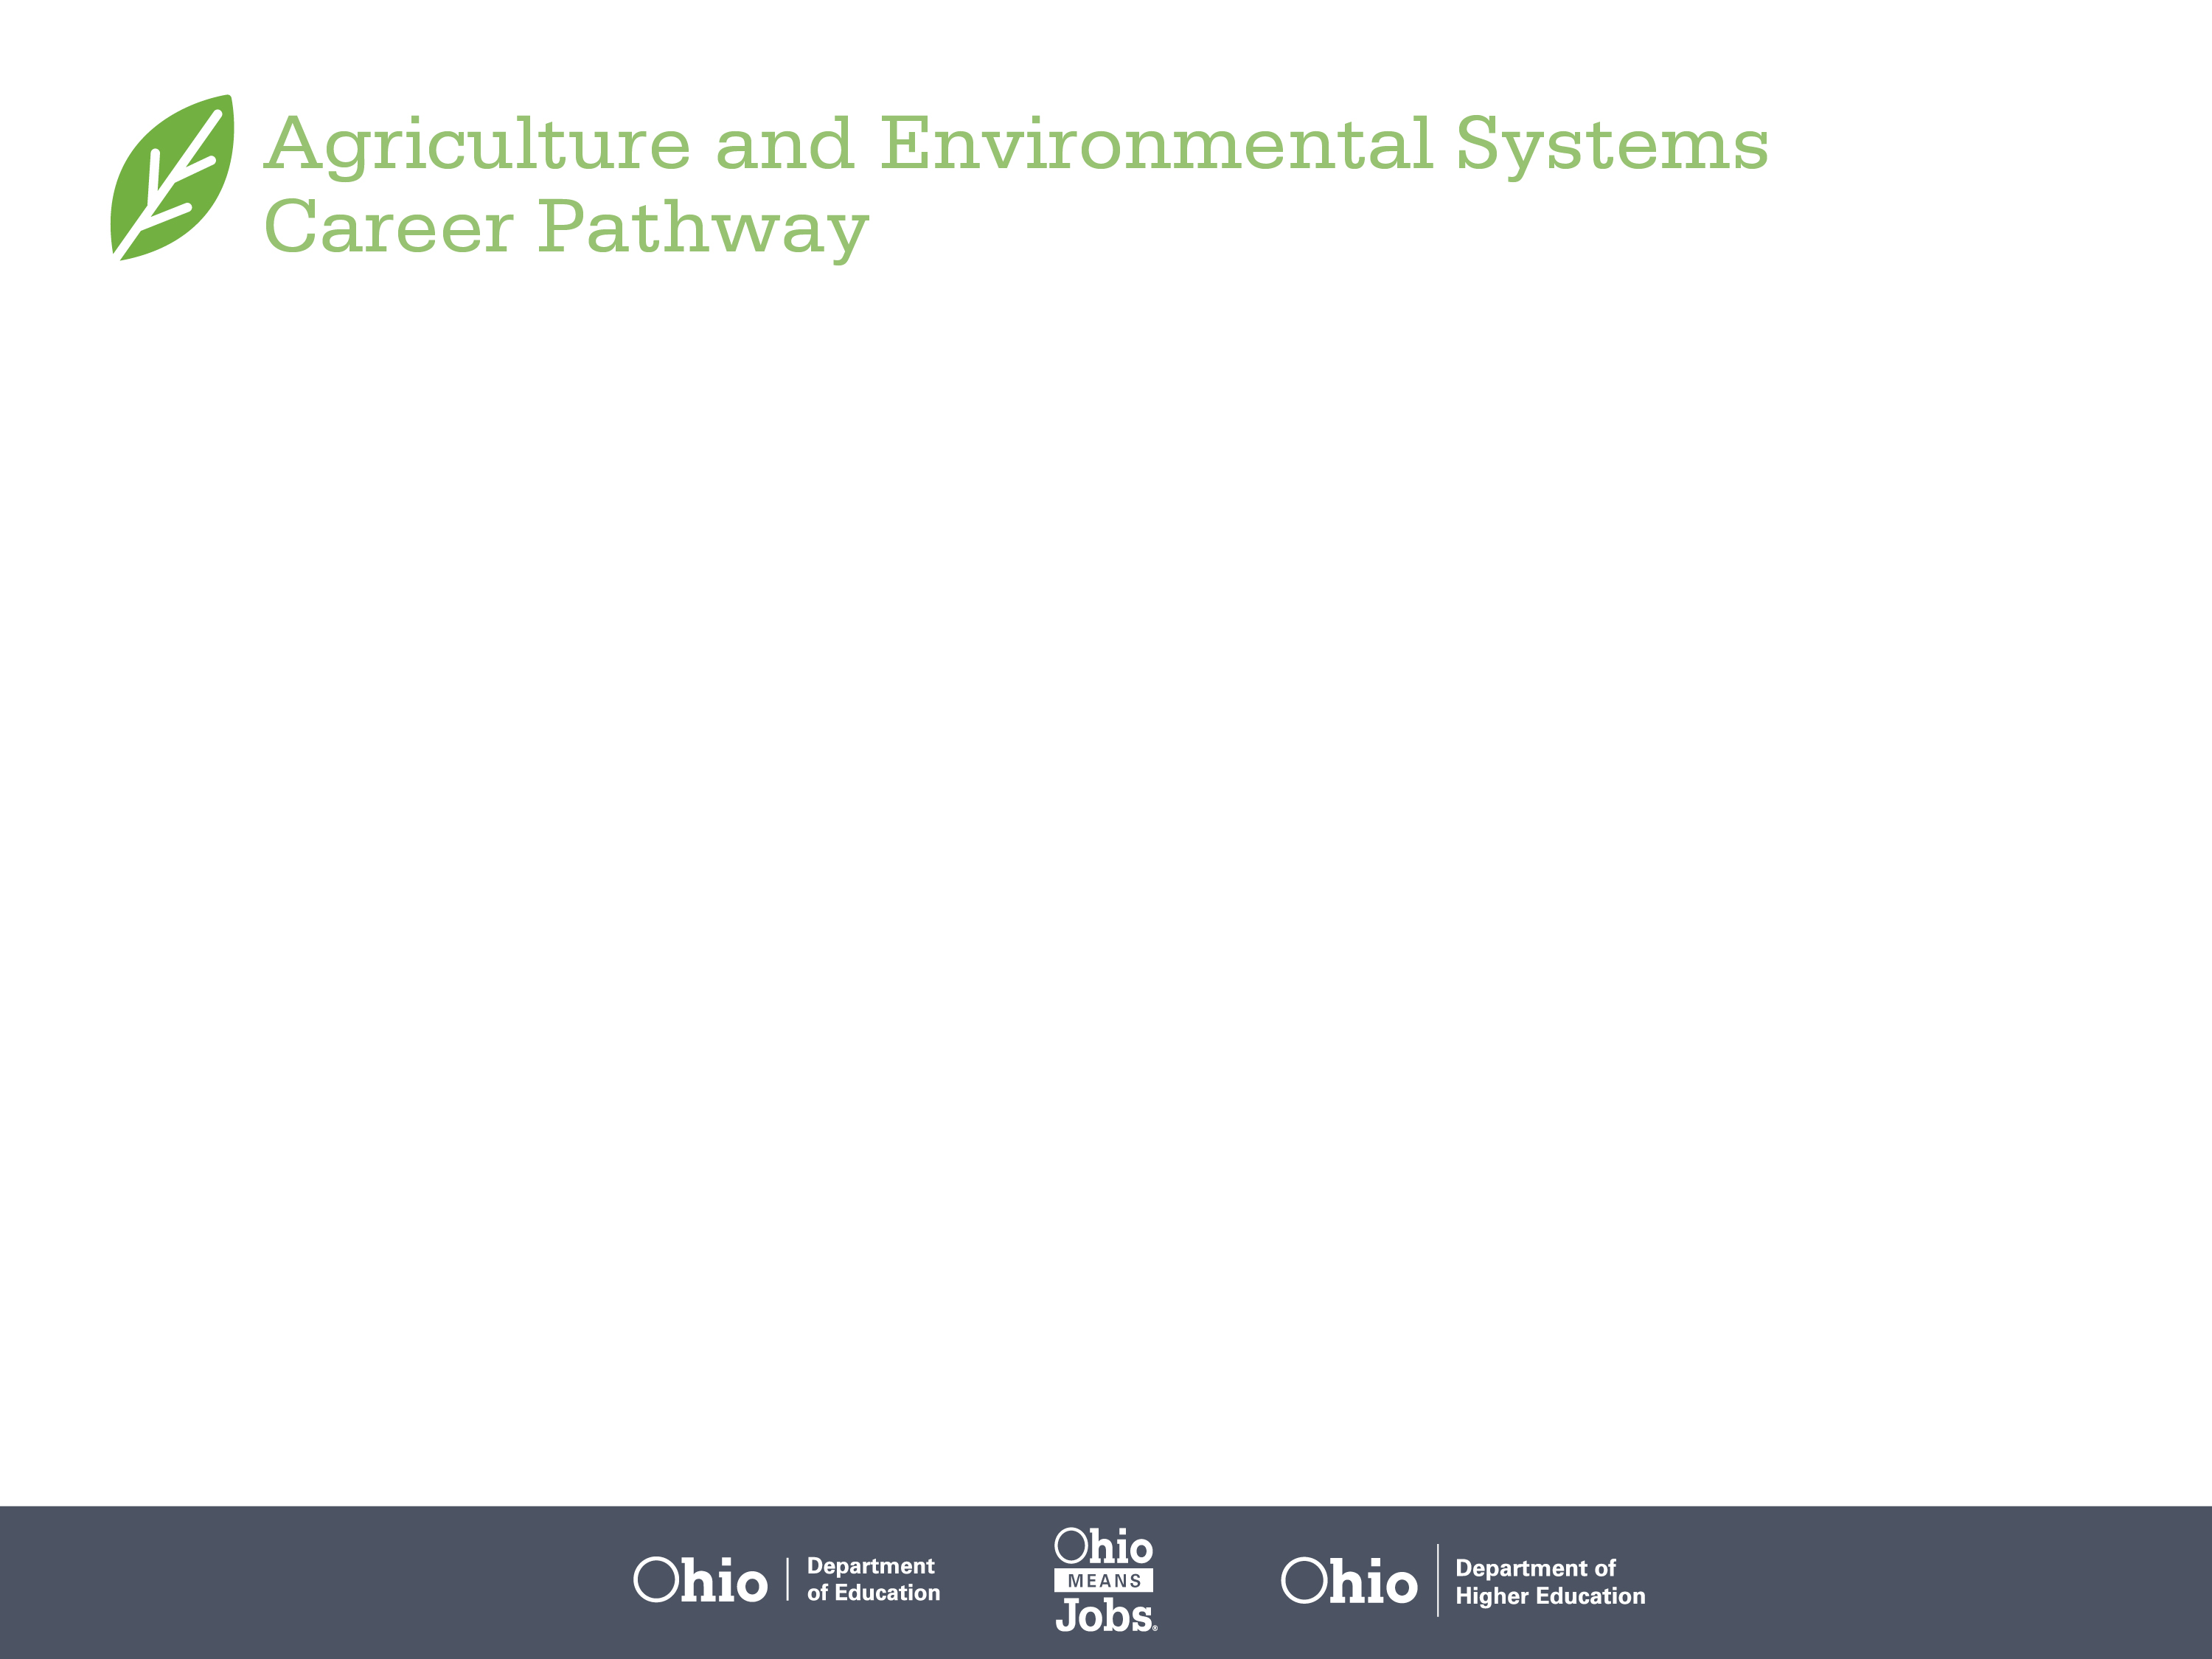 Agriculture and Environmental Systems
Career Pathway
Ohio
Department
of Education
Ohio
MEANS
Jobs®
Ohio
Department of
Higher Education